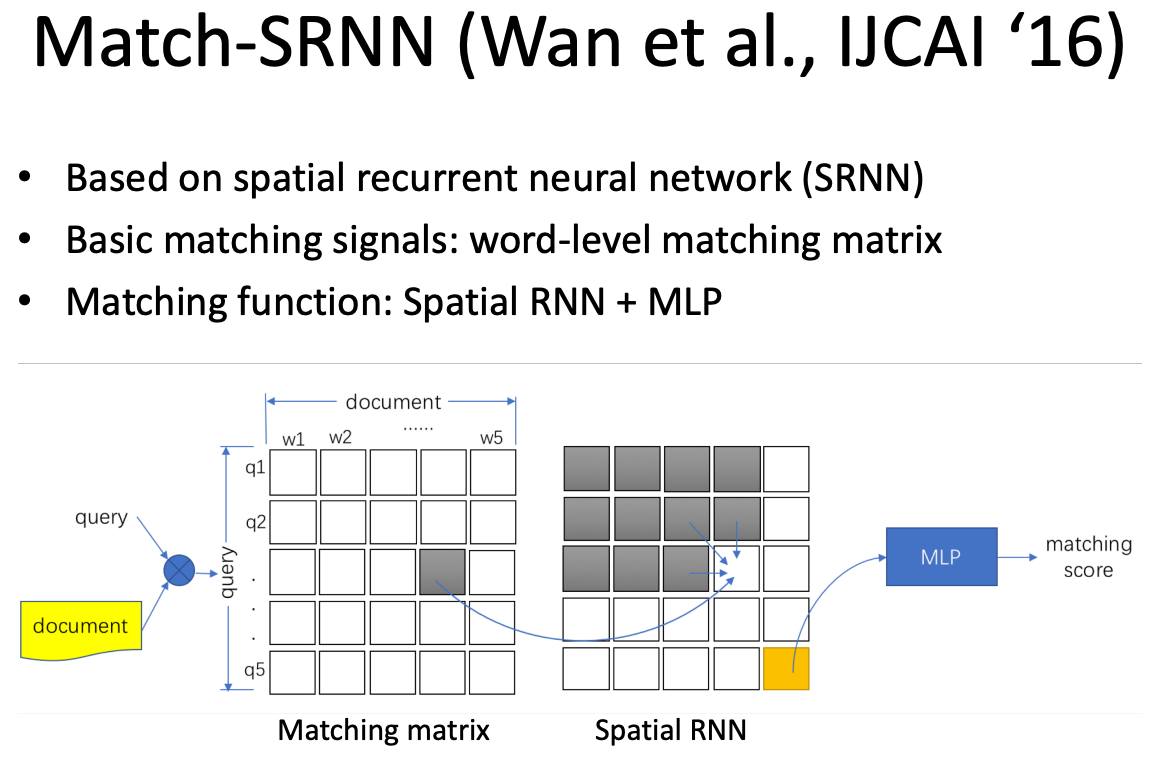 Match-SRNN (Wan et al., IJCAI ‘16)
• Based on spatial recurrent neural network (SRNN)
• Basic matching signals: word-level matching matrix
• Matching function: Spatial RNN + MLP
document
w1 w2 ...... w5
q1
q2
.
.
.
q5
query
query
document
MLP
matching
score
Matching matrix
Spatial RNN